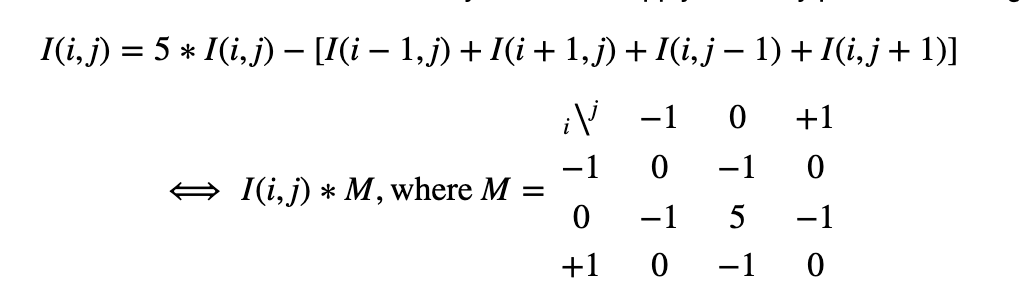 I(i,j) = 5 * I(i,j) − [I(i − 1,j) + I(i + 1,j) + I(i,j − 1) + I(i,j + 1)]
i\j −1 0 +1
−1 0 −1 0
⟺ I(i,j) * M, where M =
0 −1 5 −1
+1 0 −1 0